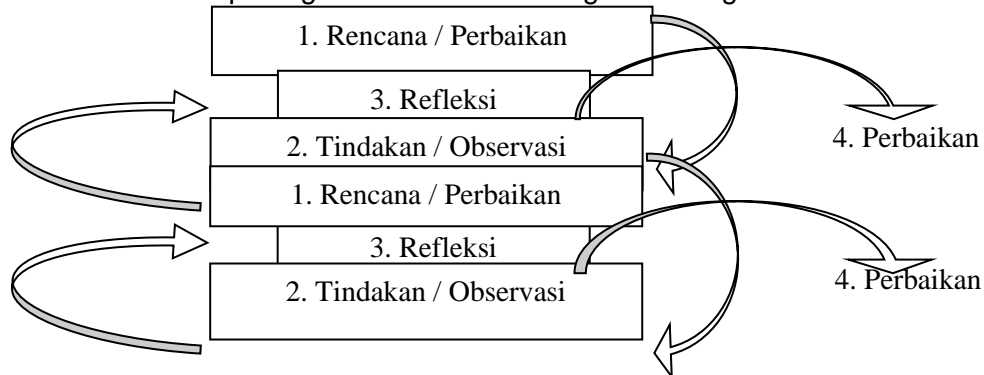 1. Rencana / Perbaikan
3. Refleksi
2. Tindakan / Observasi
4. Perbaikan
1. Rencana / Perbaikan
3. Refleksi
2. Tindakan / Observasi
4. Perbaikan